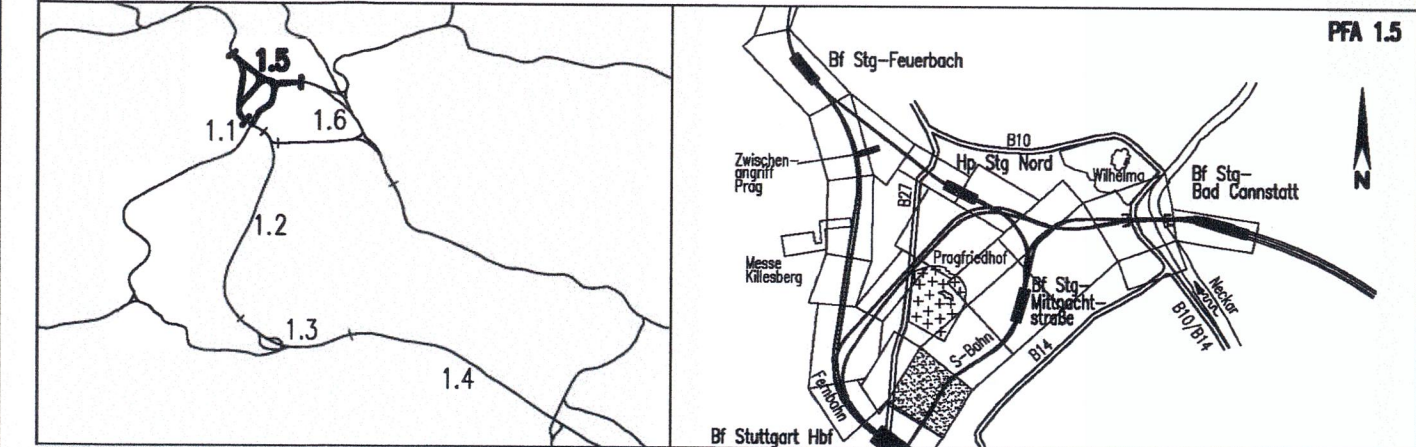 1.5
1.1
1.6
1.2
1.3
1.4
PFA 1.5
Bf Stg-Feuerbach
B10
Zwischen-
angriff
Prag
Hp Stg Nord
Wilhelma
Bf Stg-
Bad Cannstatt
N
B27
Messe
Killesberg
Pragfriedhof
Bf Stg-
Mittnacht-
straße
Neckar
B10/B14
S-Bahn
B14
Fernbahn
Bf Stuttgart Hbf